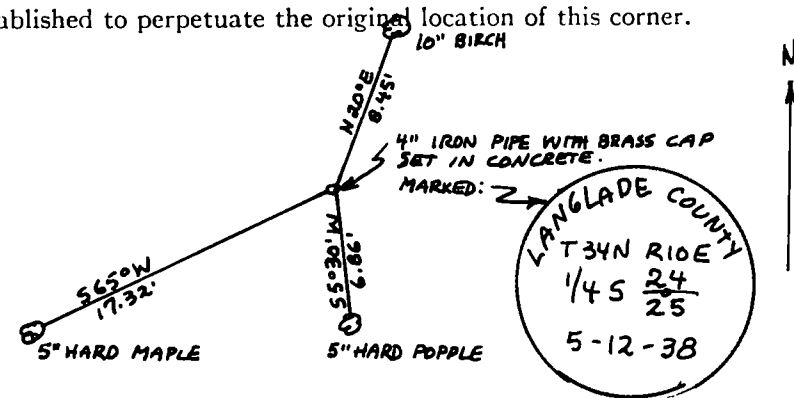 ublished to perpetuate the original location of this corner.
10" BIRCH
N
N20°E
8.45'
4" IRON PIPE WITH BRASS CAP
SET IN CONCRETE.
MARKED:
LANGLADE COUNTY
T34N R10E
1/4 S 24
25
5-12-38
S5°30'W
6.86'
S65°W
17.32'
5" HARD MAPLE
5" HARD POPPLE